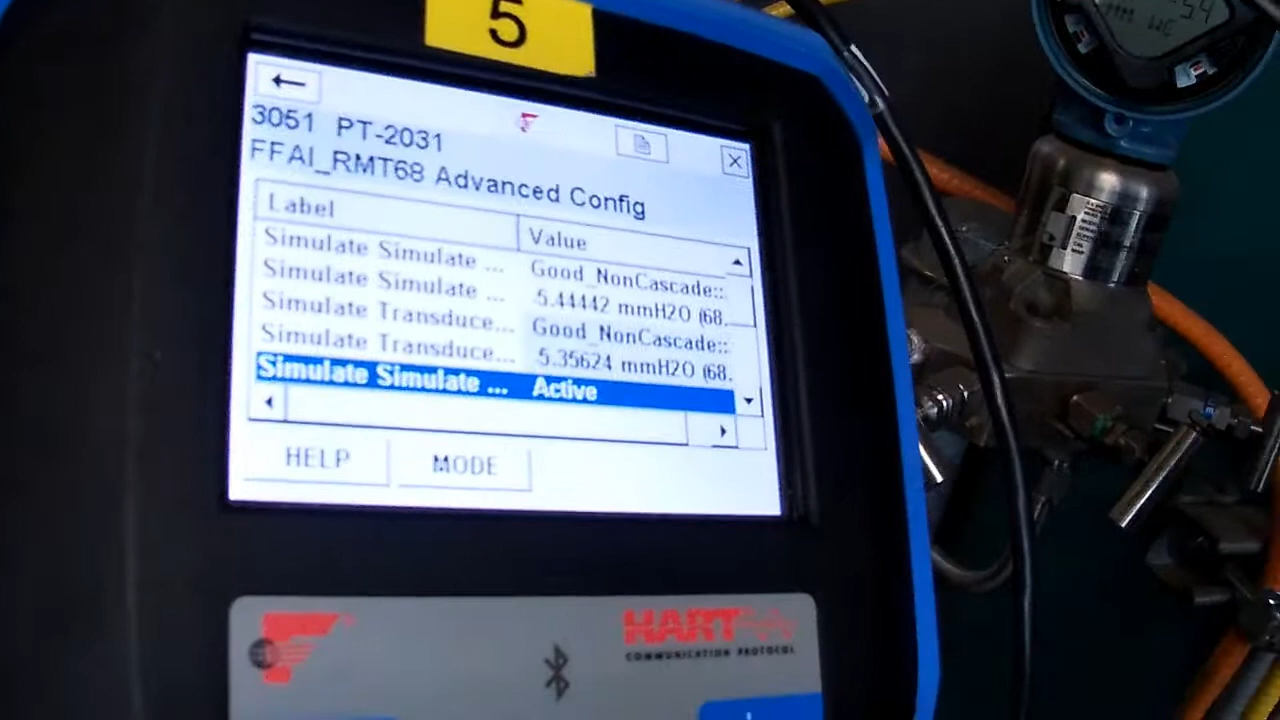 5
3051 PT-2031
FFAI_RMT68 Advanced Config
Label Value
Simulate Simulate ... Good_NonCascade::
Simulate Simulate ... -5.44442 mmH2O (68.
Simulate Transduce... Good_NonCascade::
Simulate Transduce... -5.35624 mmH2O (68.
Simulate Simulate ... Active
HELP MODE
HART
COMMUNICATION PROTOCOL